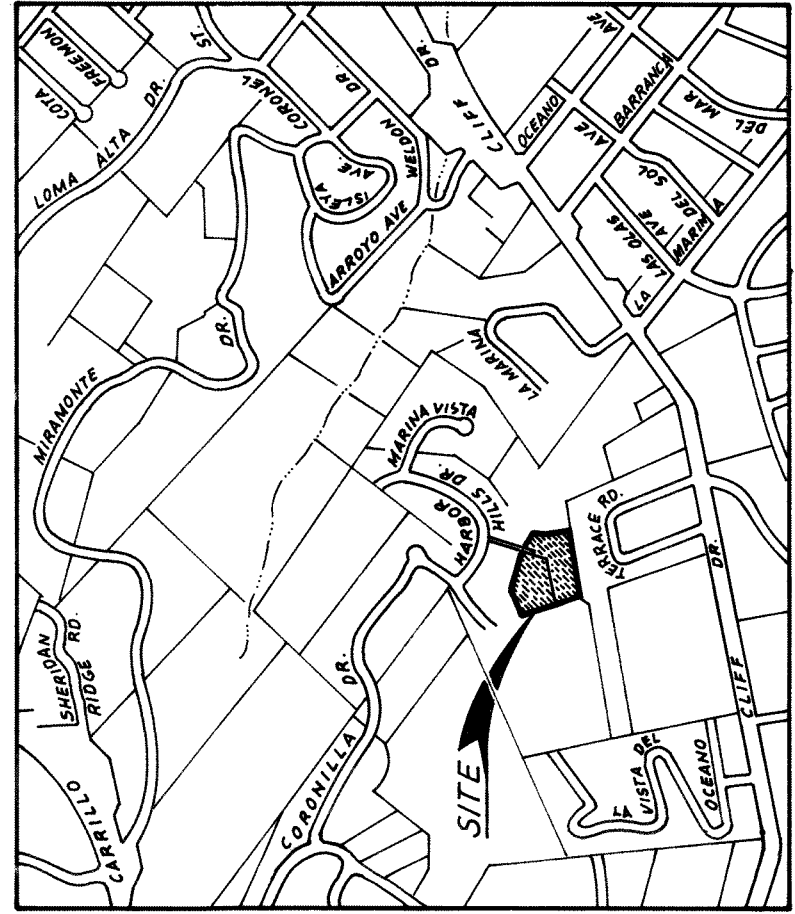 FREEMON
COTA
ST.
LOMA ALTA DR.
CORONEL
DR
WELDON
ISLEYA
AVE
ARROYO AVE
CLIFF DR.
OCEANO
AVE
AVE
BARRANCA
DEL MAR
DEL SOL
AVE
LAS OLAS
LA MARINA
MIRAMONTE DR.
LA MARINA
MARINA VISTA
HARBOR HILLS DR.
TERRACE RD.
SHERIDAN RD.
RIDGE
CORONILLA DR.
CARRILLO
SITE
CLIFF DR.
LA
VISTA DEL
OCEANO